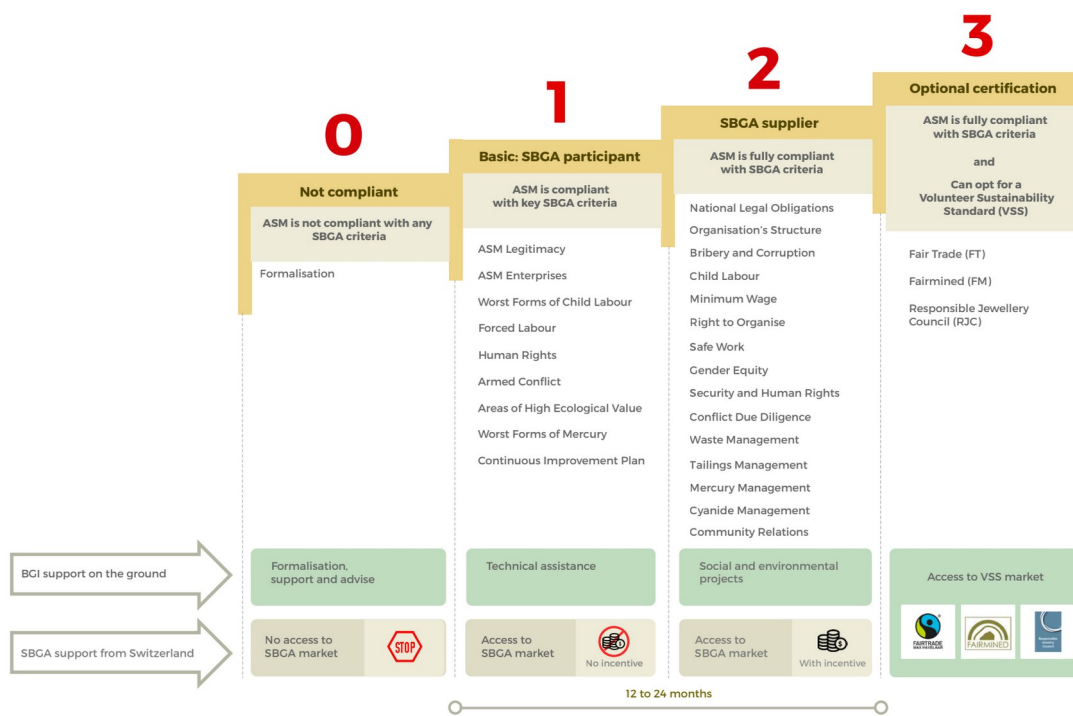 0
Not compliant
ASM is not compliant with any
SBGA criteria
Formalisation
1
Basic: SBGA participant
ASM is compliant
with key SBGA criteria
ASM Legitimacy
ASM Enterprises
Worst Forms of Child Labour
Forced Labour
Human Rights
Armed Conflict
Areas of High Ecological Value
Worst Forms of Mercury
Continuous Improvement Plan
2
SBGA supplier
ASM is fully compliant
with SBGA criteria
National Legal Obligations
Organisation's Structure
Bribery and Corruption
Child Labour
Minimum Wage
Right to Organise
Safe Work
Gender Equity
Security and Human Rights
Conflict Due Diligence
Waste Management
Tailings Management
Mercury Management
Cyanide Management
Community Relations
3
Optional certification
ASM is fully compliant
with SBGA criteria
and
Can opt for a
Volunteer Sustainability
Standard (VSS)
Fair Trade (FT)
Fairmined (FM)
Responsible Jewellery
Council (RJC)
BGI support on the ground
Formalisation,
support and advise
Technical assistance
Social and environmental
projects
Access to VSS market
SBGA support from Switzerland
No access to
SBGA market
STOP
Access to
SBGA market
No incentive
Access to
SBGA market
With incentive
FAIRTRADE
MAX HAVELAAR
FAIRMINED
Responsible
Jewellery
Council
12 to 24 months